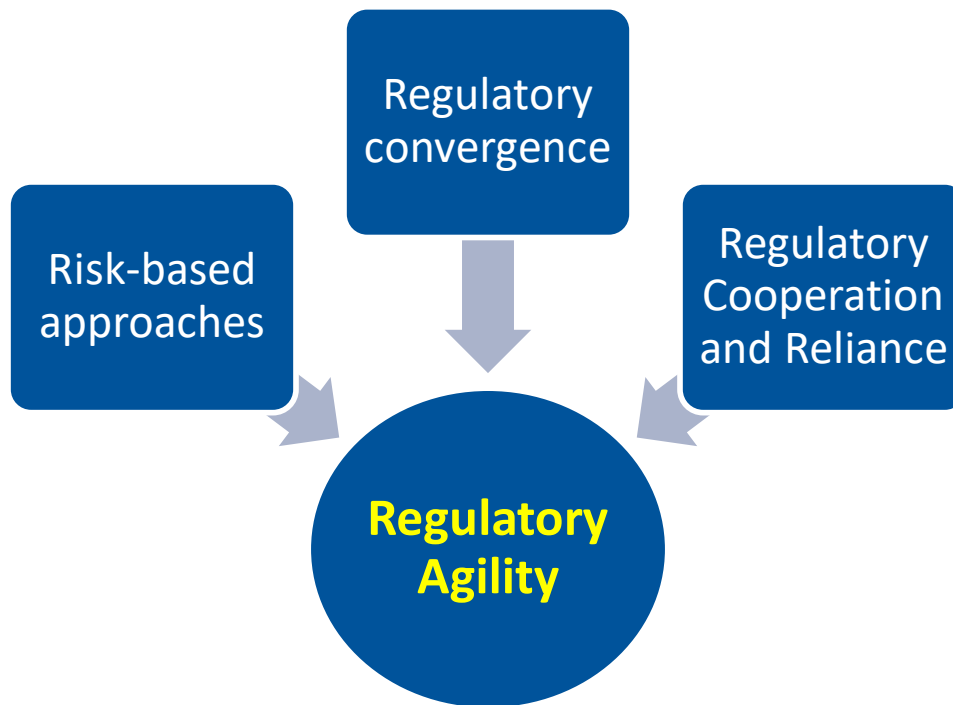 Regulatory
convergence
Risk-based
approaches
Regulatory
Cooperation
and Reliance
Regulatory
Agility